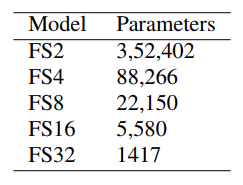 Model Parameters
FS2 3,52,402
FS4 88,266
FS8 22,150
FS16 5,580
FS32 1417